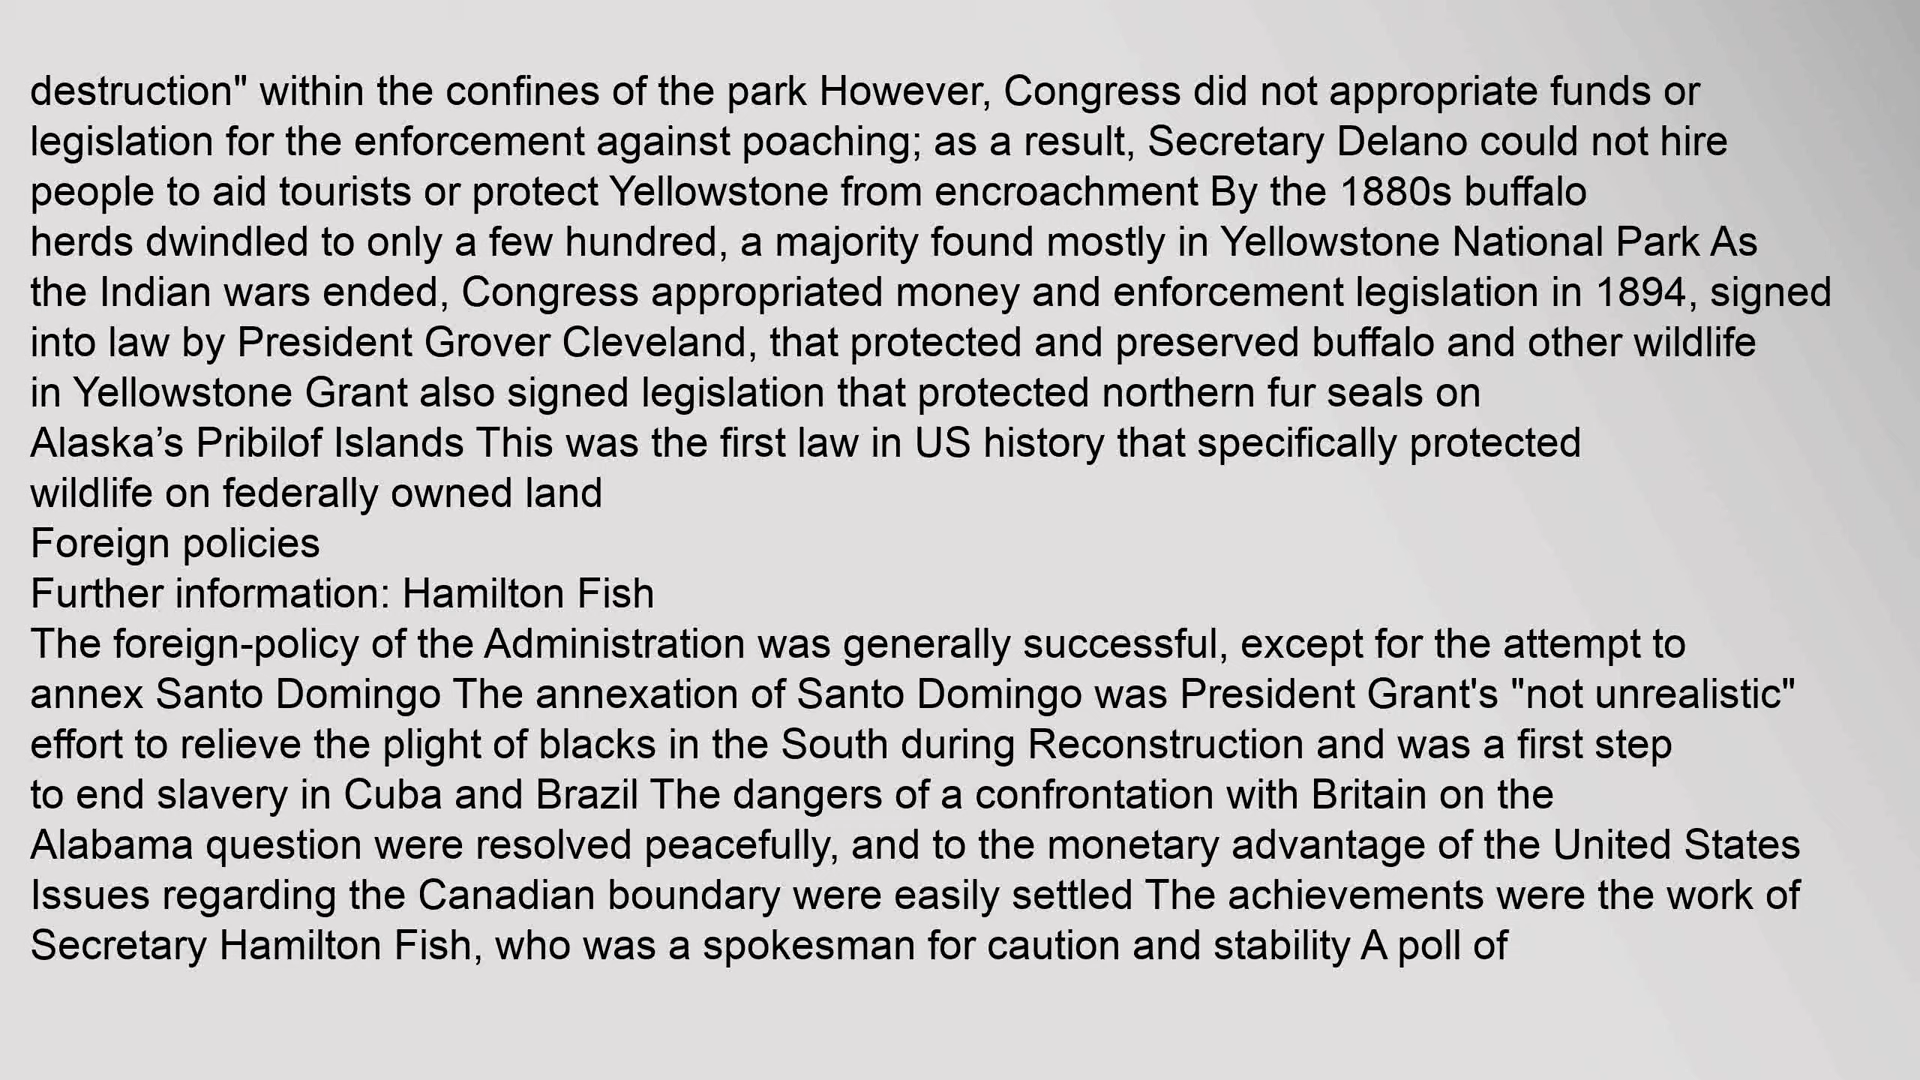 destruction" within the confines of the park However, Congress did not appropriate funds or
legislation for the enforcement against poaching; as a result, Secretary Delano could not hire
people to aid tourists or protect Yellowstone from encroachment By the 1880s buffalo
herds dwindled to only a few hundred, a majority found mostly in Yellowstone National Park As
the Indian wars ended, Congress appropriated money and enforcement legislation in 1894, signed
into law by President Grover Cleveland, that protected and preserved buffalo and other wildlife
in Yellowstone Grant also signed legislation that protected northern fur seals on
Alaska’s Pribilof Islands This was the first law in US history that specifically protected
wildlife on federally owned land
Foreign policies
Further information: Hamilton Fish
The foreign-policy of the Administration was generally successful, except for the attempt to
annex Santo Domingo The annexation of Santo Domingo was President Grant's "not unrealistic"
effort to relieve the plight of blacks in the South during Reconstruction and was a first step
to end slavery in Cuba and Brazil The dangers of a confrontation with Britain on the
Alabama question were resolved peacefully, and to the monetary advantage of the United States
Issues regarding the Canadian boundary were easily settled The achievements were the work of
Secretary Hamilton Fish, who was a spokesman for caution and stability A poll of